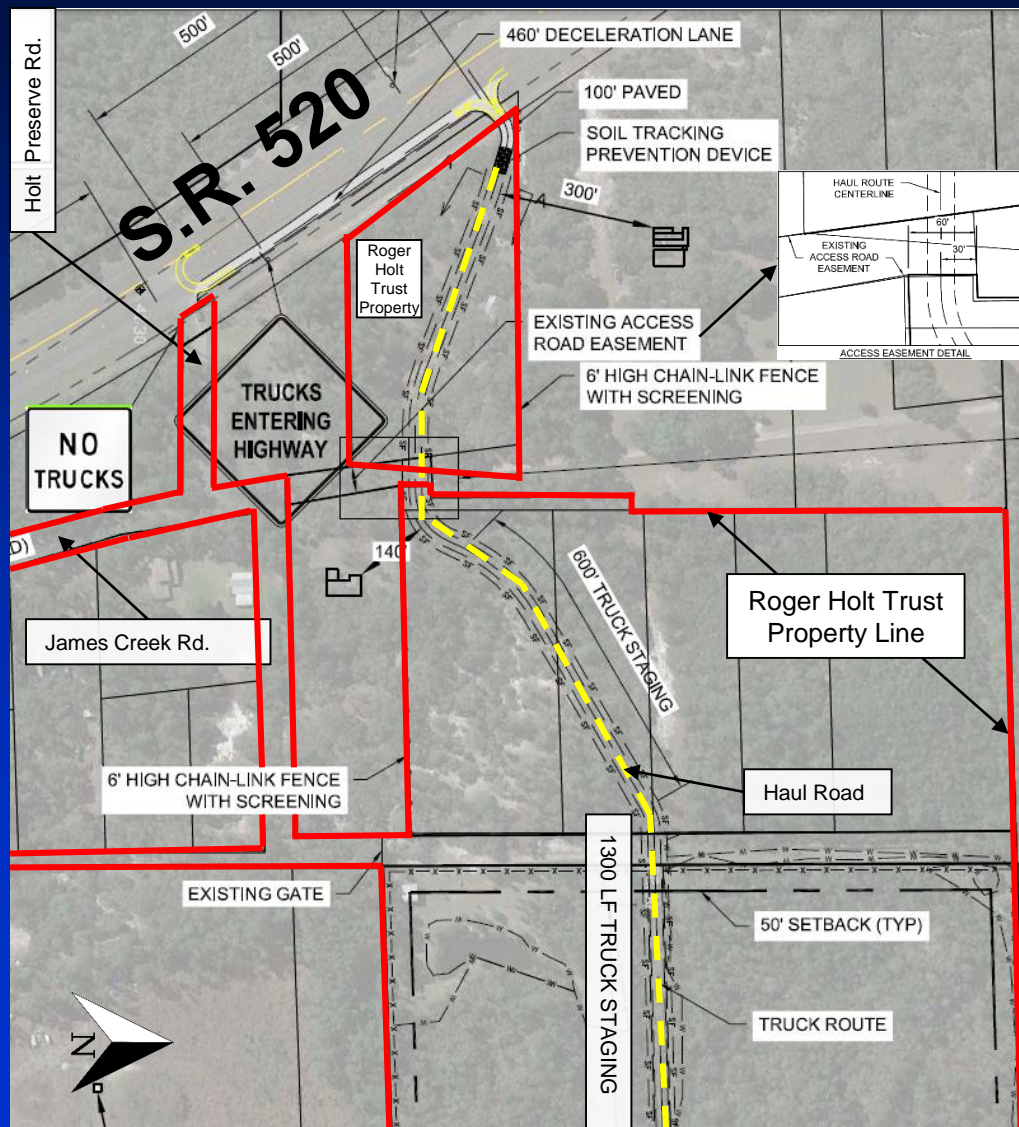 Holt Preserve Rd.
500'
500'
S.R. 520
460' DECELERATION LANE
100' PAVED
SOIL TRACKING
PREVENTION DEVICE
300'
HAUL ROUTE
CENTERLINE
60'
30'
EXISTING
ACCESS ROAD
EASEMENT
ACCESS EASEMENT DETAIL
Roger
Holt
Trust
Property
EXISTING ACCESS
ROAD EASEMENT
6' HIGH CHAIN-LINK FENCE
WITH SCREENING
TRUCKS
ENTERING
HIGHWAY
NO
TRUCKS
D)
140'
James Creek Rd.
600' TRUCK STAGING
Roger Holt Trust
Property Line
6' HIGH CHAIN-LINK FENCE
WITH SCREENING
Haul Road
1300 LF TRUCK STAGING
EXISTING GATE
50' SETBACK (TYP)
TRUCK ROUTE
N